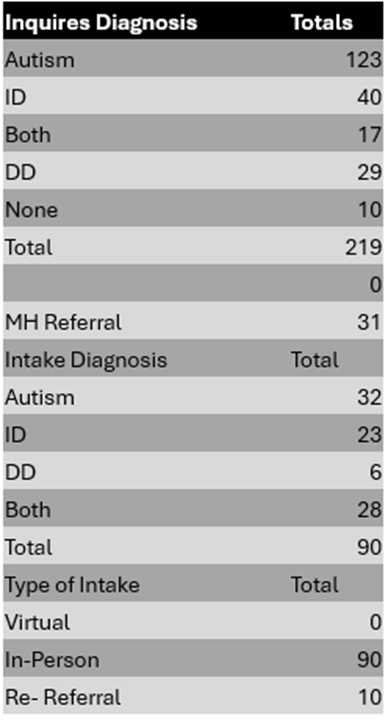 Inquires Diagnosis Totals
Autism 123
ID 40
Both 17
DD 29
None 10
Total 219
0
MH Referral 31
Intake Diagnosis Total
Autism 32
ID 23
DD 6
Both 28
Total 90
Type of Intake Total
Virtual 0
In-Person 90
Re- Referral 10